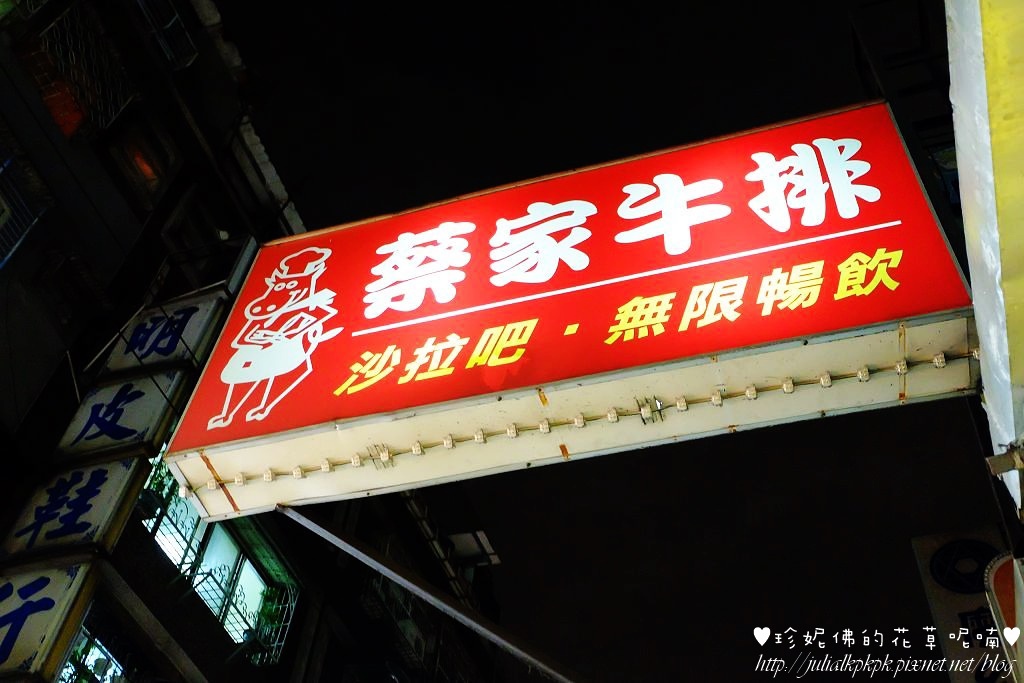 蔡家牛排
沙拉吧·無限暢飲
明
皮
鞋
行
♥珍妮佛的花草呢喃♥
http://julialkpkpk.pixnet.net/blog